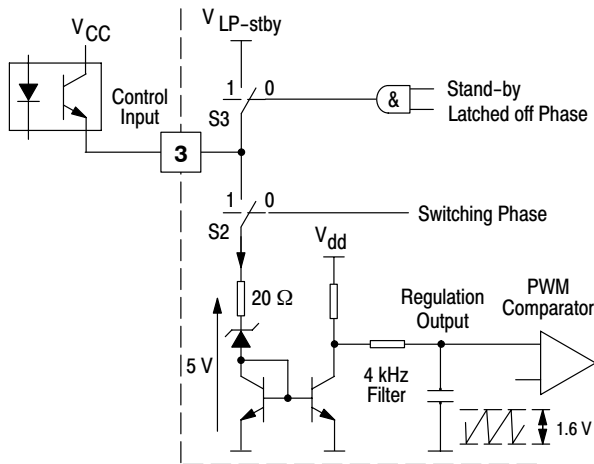 V LP-stby
VCC
1 0
S3
&
Stand-by
Latched off Phase
Control
Input
3
1 0
S2
Switching Phase
Vdd
20 Ω
5 V
Regulation
Output
PWM
Comparator
4 kHz
Filter
1.6 V